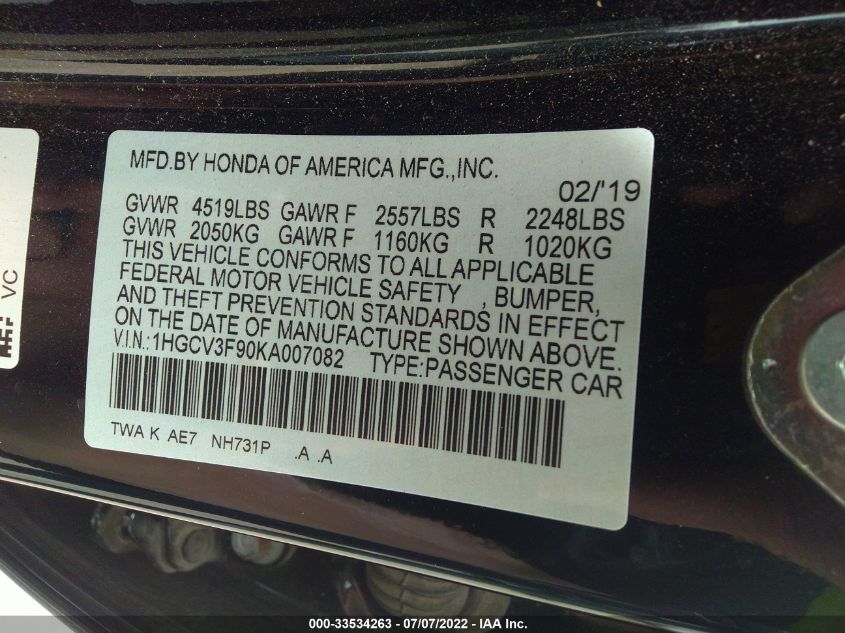 MFD.BY HONDA OF AMERICA MFG.,INC.
02/'19
GVWR 4519LBS GAWR F 2557LBS R 2248LBS
GVWR 2050KG GAWR F 1160KG R 1020KG
THIS VEHICLE CONFORMS TO ALL APPLICABLE
FEDERAL MOTOR VEHICLE SAFETY , BUMPER,
AND THEFT PREVENTION STANDARDS IN EFFECT
ON THE DATE OF MANUFACTURE SHOWN ABOVE.
V.I.N.:1HGCV3F90KA007082 TYPE:PASSENGER CAR
TWA K AE7 NH731P .A .A
VC
000-33534263 - 07/07/2022 - IAA Inc.